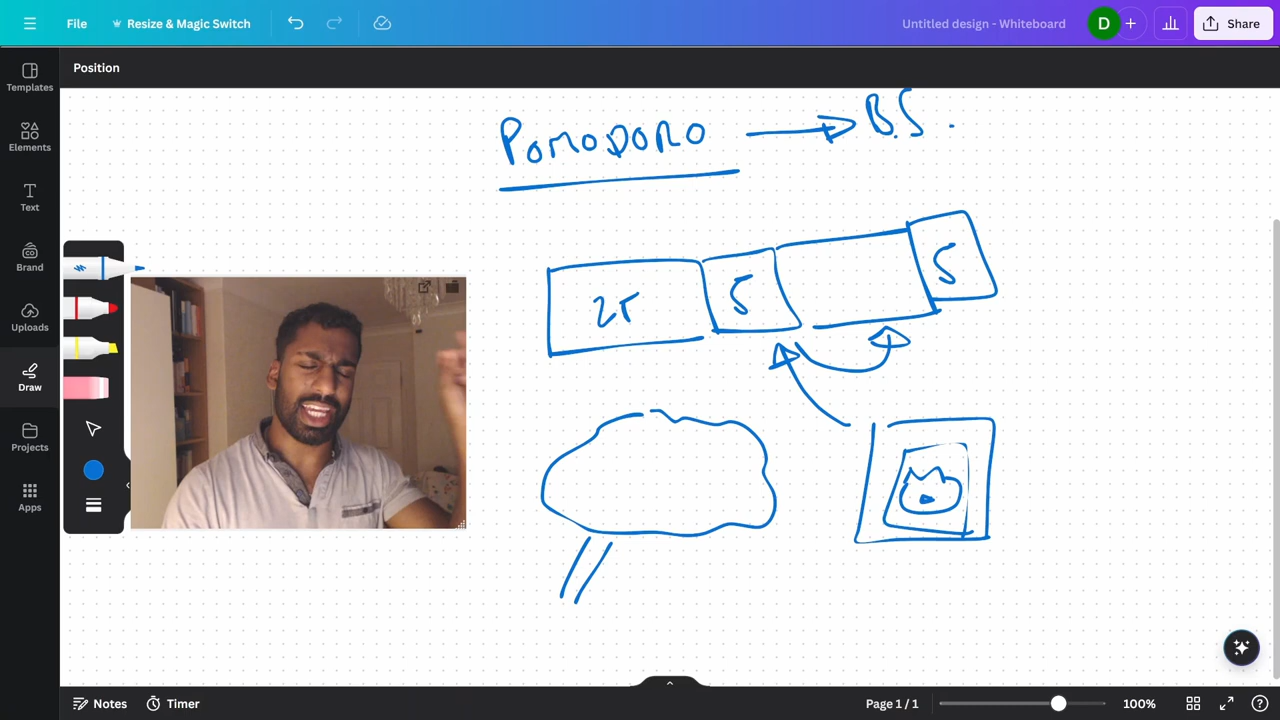 File
Resize & Magic Switch
Untitled design - Whiteboard
D
Share
Position
Templates
Elements
Text
Brand
Uploads
Draw
Projects
Apps
POMODORO
B.S.
25
5
5
Notes
Timer
Page 1 / 1
100%